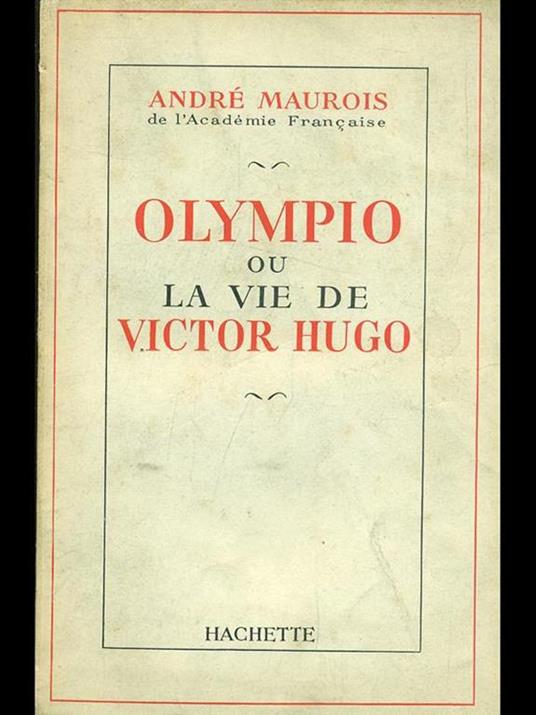 ANDRÉ MAUROIS
de l'Académie Française
OLYMPIO
OU
LA VIE DE
VICTOR HUGO
HACHETTE